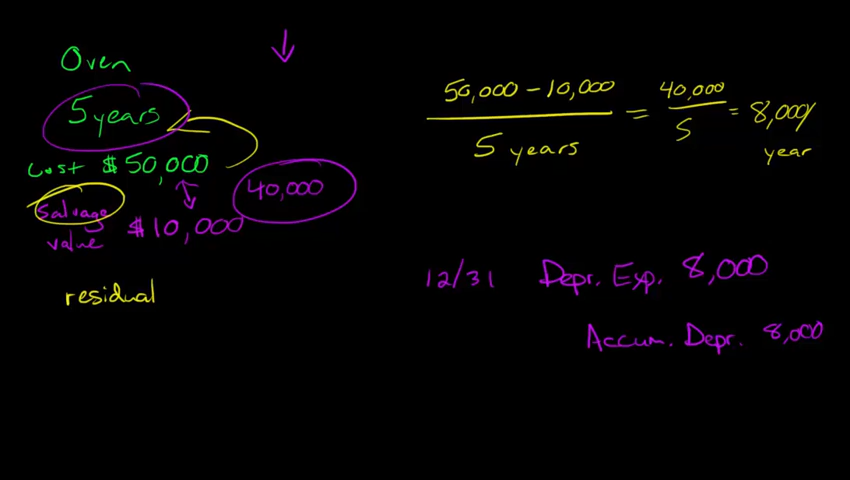 Oven
5 years
cost $50,000
40,000
Salvage
value $10,000
residual
50,000 - 10,000
5 years
= 40,000
5
= 8,000/
year
12/31 Depr. Exp. 8,000
Accum. Depr. 8,000